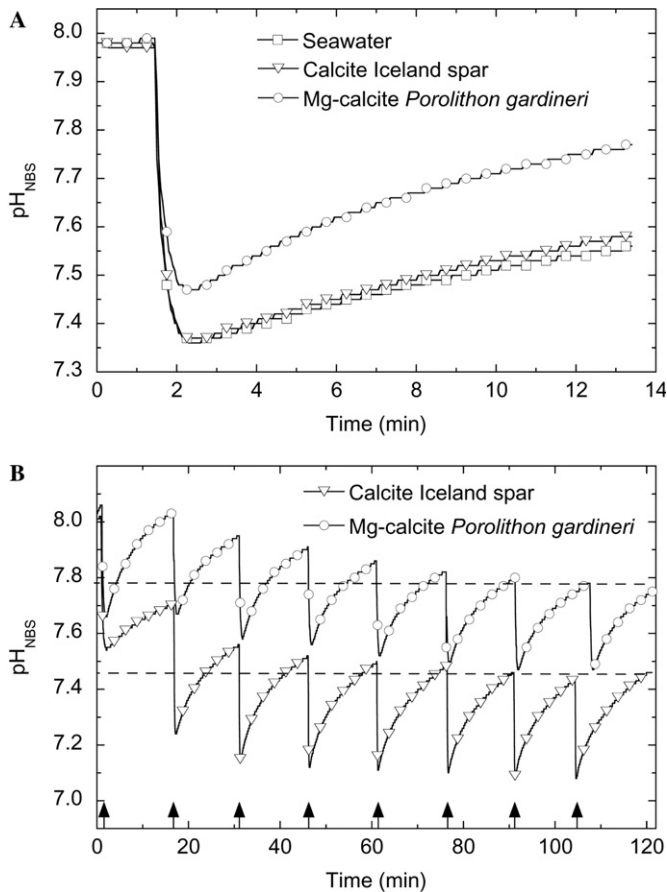 A
8.0
Seawater
Calcite Iceland spar
7.9
Mg-calcite Porolithon gardineri
7.8
7.7
pHNBS
7.6
7.5
7.4
7.3
0 2 4 6 8 10 12 14
Time (min)
B
Calcite Iceland spar
8.0
Mg-calcite Porolithon gardineri
7.8
7.6
pHNBS
7.4
7.2
7.0
0 20 40 60 80 100 120
Time (min)